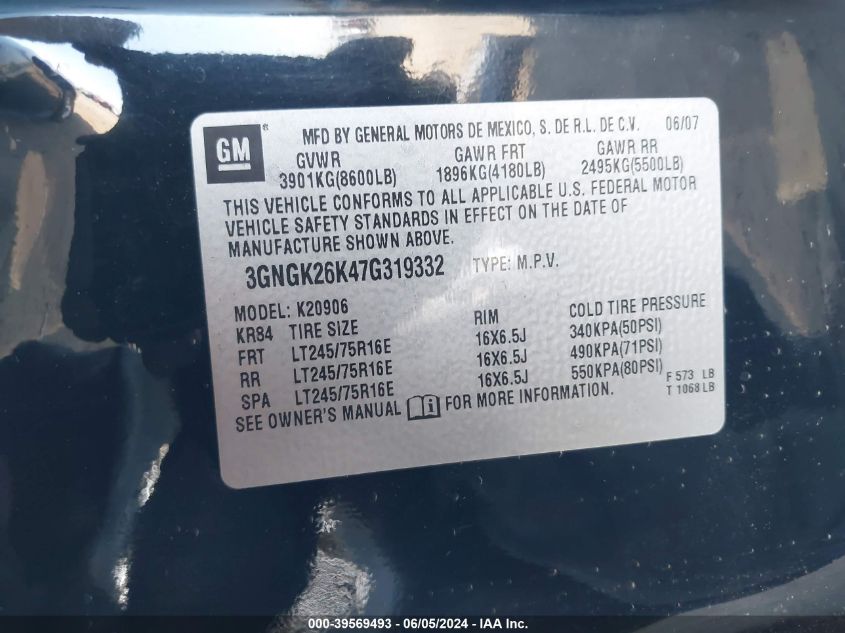 GM ® MFD BY GENERAL MOTORS DE MEXICO, S. DE R.L. DE C.V. 06/07
GVWR GAWR FRT GAWR RR
3901KG(8600LB) 1896KG(4180LB) 2495KG(5500LB)
THIS VEHICLE CONFORMS TO ALL APPLICABLE U.S. FEDERAL MOTOR
VEHICLE SAFETY STANDARDS IN EFFECT ON THE DATE OF
MANUFACTURE SHOWN ABOVE.
3GNGK26K47G319332 TYPE: M.P.V.
MODEL: K20906
KR84 TIRE SIZE RIM COLD TIRE PRESSURE
FRT LT245/75R16E 16X6.5J 340KPA(50PSI)
RR LT245/75R16E 16X6.5J 490KPA(71PSI)
SPA LT245/75R16E 16X6.5J 550KPA(80PSI)
SEE OWNER'S MANUAL FOR MORE INFORMATION.
F 573 LB
T 1068 LB
000-39569493 - 06/05/2024 - IAA Inc.